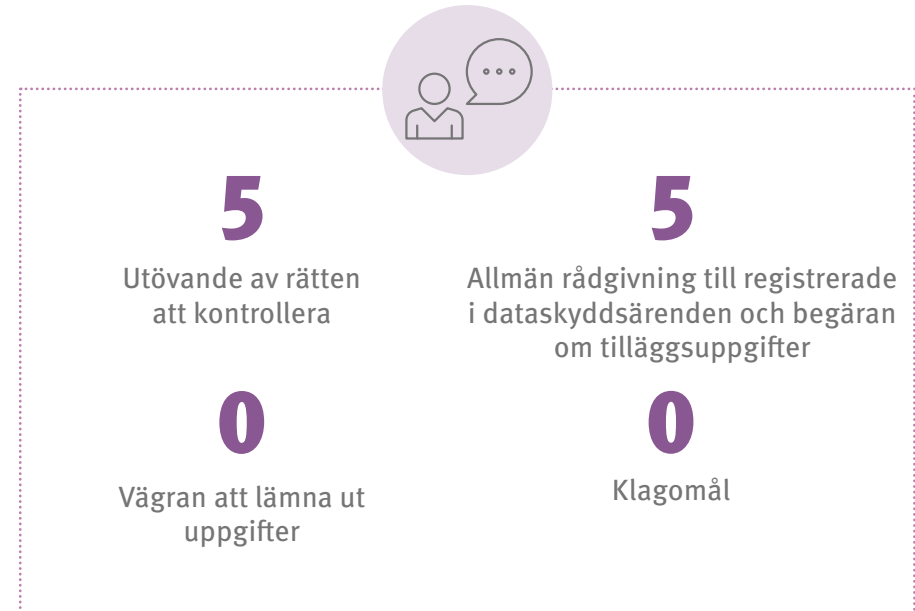 5
Utövande av rätten
att kontrollera
5
Allmän rådgivning till registrerade
i dataskyddsärenden och begäran
om tilläggsuppgifter
0
Vägran att lämna ut
uppgifter
0
Klagomål